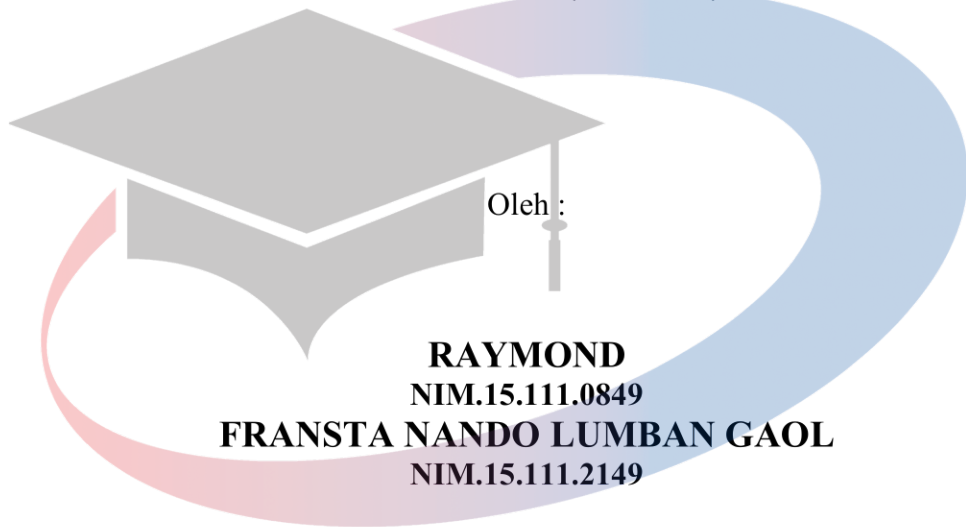 Oleh :
RAYMOND
NIM.15.111.0849
FRANSTA NANDO LUMBAN GAOL
NIM.15.111.2149